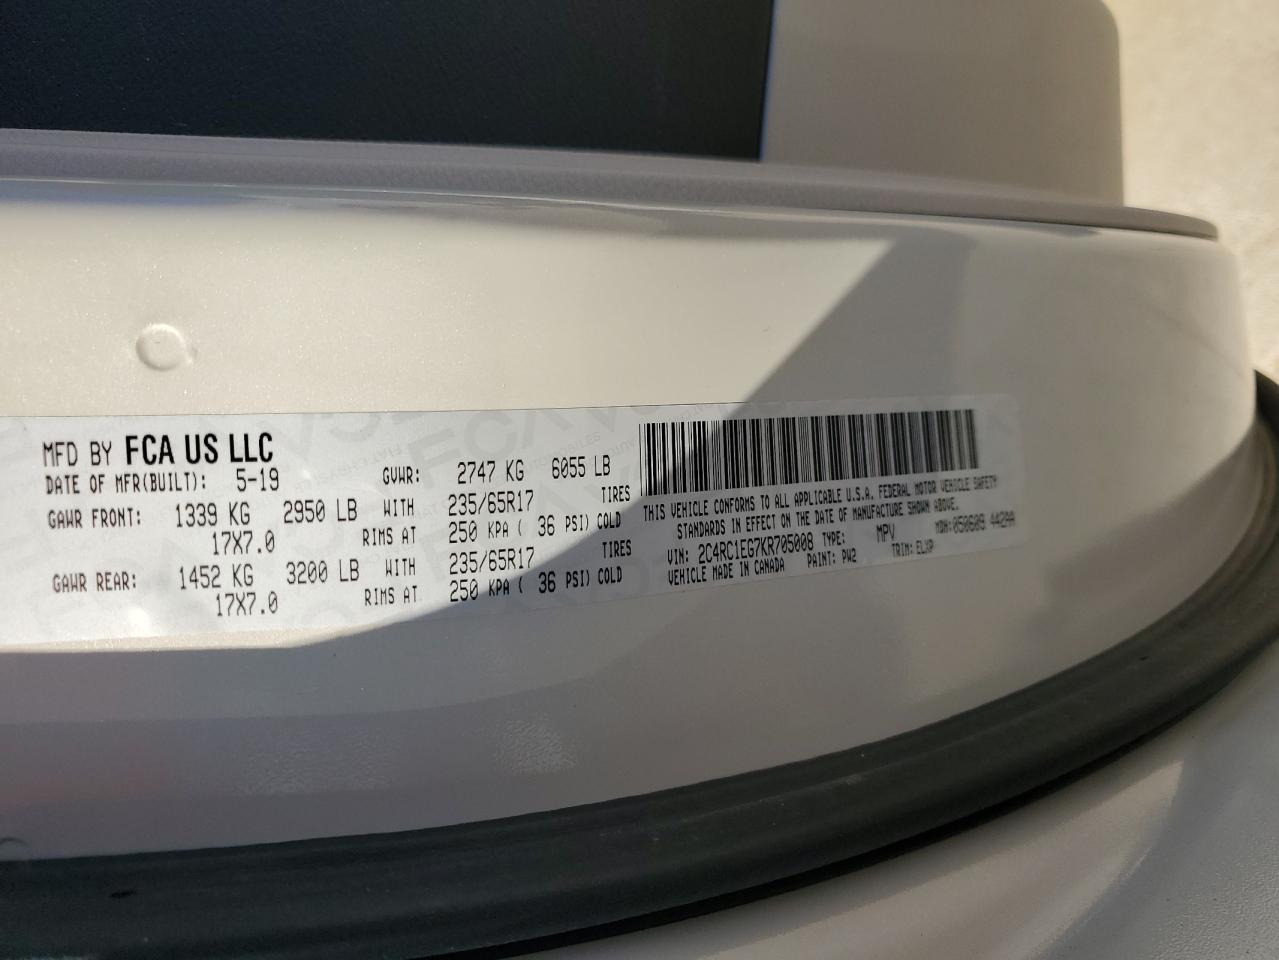 MFD BY FCA US LLC
DATE OF MFR(BUILT): 5-19 GVWR: 2747 KG 6055 LB
GAWR FRONT: 1339 KG 2950 LB WITH 235/65R17 TIRES
17X7.0 RIMS AT 250 KPA ( 36 PSI) COLD
GAWR REAR: 1452 KG 3200 LB WITH 235/65R17 TIRES
17X7.0 RIMS AT 250 KPA ( 36 PSI) COLD
THIS VEHICLE CONFORMS TO ALL APPLICABLE U.S.A. FEDERAL MOTOR VEHICLE SAFETY
STANDARDS IN EFFECT ON THE DATE OF MANUFACTURE SHOWN ABOVE.
VIN: 2C4RC1EG7KR705008 TYPE: MPV MDH: 050609 442AA
VEHICLE MADE IN CANADA PAINT: PW2 TRIM: ELXP